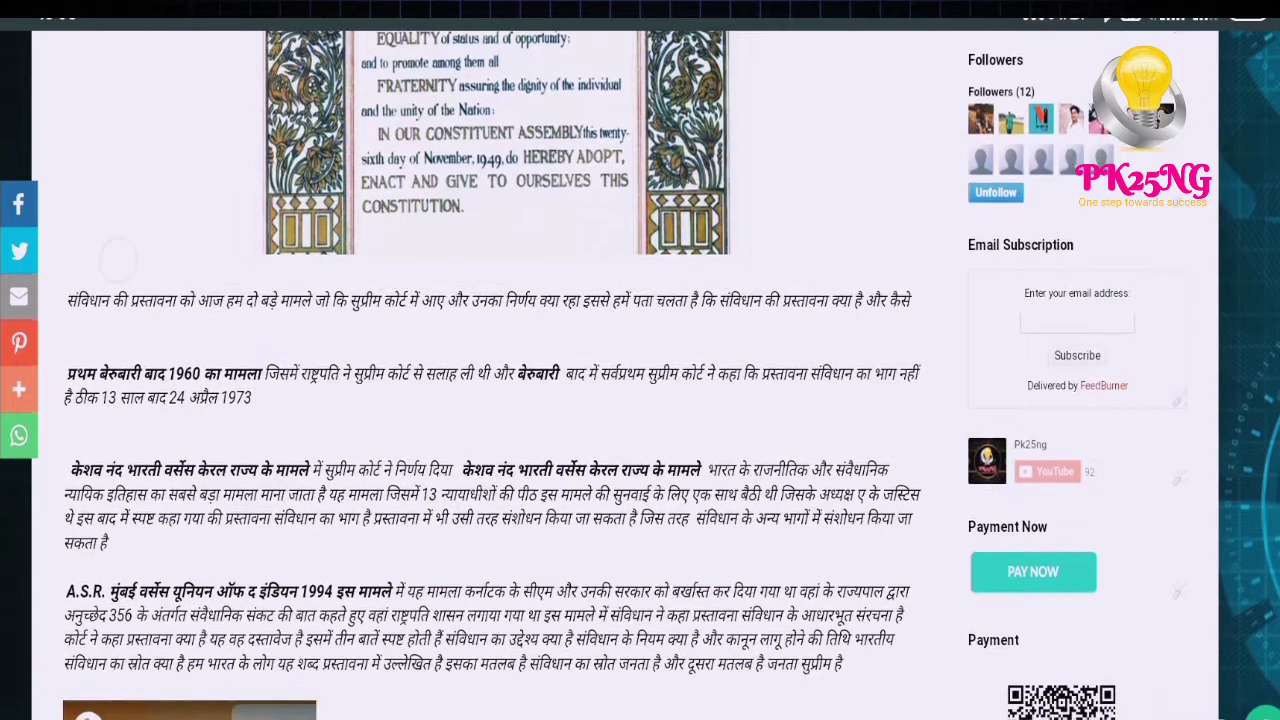 EQUALITY of status and of opportunity;
and to promote among them all
FRATERNITY assuring the dignity of the individual
and the unity of the Nation;
IN OUR CONSTITUENT ASSEMBLY this twenty-
sixth day of November, 1949, do HEREBY ADOPT,
ENACT AND GIVE TO OURSELVES THIS
CONSTITUTION.
संविधान की प्रस्तावना को आज हम दो बड़े मामले जो कि सुप्रीम कोर्ट में आए और उनका निर्णय क्या रहा इससे हमें पता चलता है कि संविधान की प्रस्तावना क्या है और कैसे
प्रथम बेरुबारी बाद 1960 का मामला जिसमें राष्ट्रपति ने सुप्रीम कोर्ट से सलाह ली थी और बेरुबारी बाद में सर्वप्रथम सुप्रीम कोर्ट ने कहा कि प्रस्तावना संविधान का भाग नहीं
है ठीक 13 साल बाद 24 अप्रैल 1973
केशव नंद भारती वर्सेस केरल राज्य के मामले में सुप्रीम कोर्ट ने निर्णय दिया केशव नंद भारती वर्सेस केरल राज्य के मामले भारत के राजनीतिक और संवैधानिक
न्यायिक इतिहास का सबसे बड़ा मामला माना जाता है यह मामला जिसमें 13 न्यायाधीशों की पीठ इस मामले की सुनवाई के लिए एक साथ बैठी थी जिसके अध्यक्ष ए के जस्टिस
थे इस बाद में स्पष्ट कहा गया की प्रस्तावना संविधान का भाग है प्रस्तावना में भी उसी तरह संशोधन किया जा सकता है जिस तरह संविधान के अन्य भागों में संशोधन किया जा
सकता है
A.S.R. मुंबई वर्सेस यूनियन ऑफ द इंडियन 1994 इस मामले में यह मामला कर्नाटक के सीएम और उनकी सरकार को बर्खास्त कर दिया गया था वहां के राज्यपाल द्वारा
अनुच्छेद 356 के अंतर्गत संवैधानिक संकट की बात कहते हुए वहां राष्ट्रपति शासन लगाया गया था इस मामले में संविधान ने कहा प्रस्तावना संविधान के आधारभूत संरचना है
कोर्ट ने कहा प्रस्तावना क्या है यह वह दस्तावेज है इसमें तीन बातें स्पष्ट होती हैं संविधान का उद्देश्य क्या है संविधान के नियम क्या है और कानून लागू होने की तिथि भारतीय
संविधान का स्रोत क्या है हम भारत के लोग यह शब्द प्रस्तावना में उल्लेखित है इसका मतलब है संविधान का स्रोत जनता है और दूसरा मतलब है जनता सुप्रीम है
Followers
Followers (12)
Unfollow
PK25NG
One step towards success
Email Subscription
Enter your email address:
Subscribe
Delivered by FeedBurner
Pk25ng
YouTube 92
Payment Now
PAY NOW
Payment